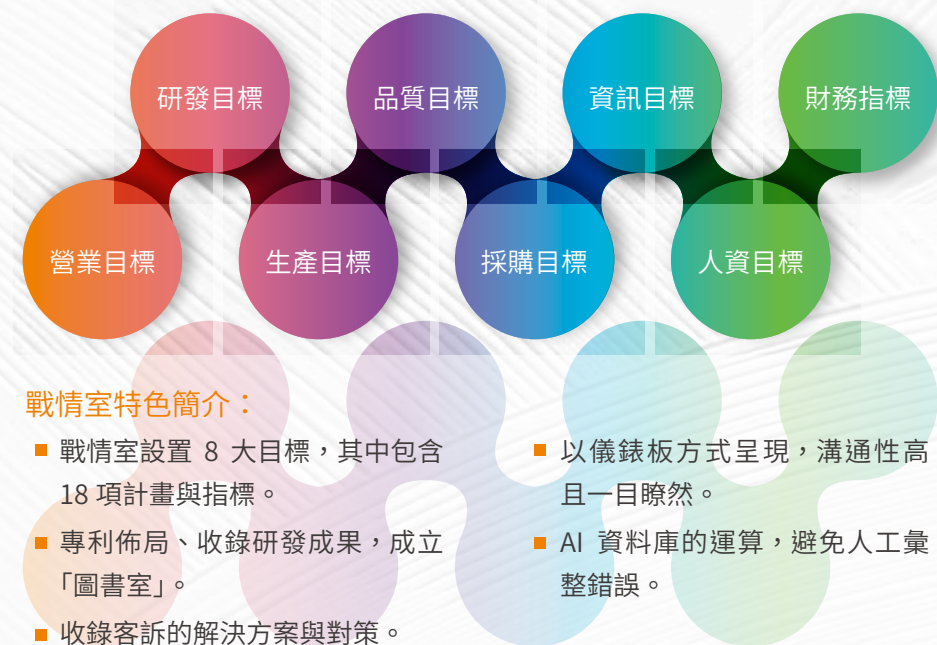 研發目標
品質目標
資訊目標
財務指標
營業目標
生產目標
採購目標
人資目標
戰情室特色簡介：
戰情室設置 8 大目標，其中包含
18 項計畫與指標。
專利佈局、收錄研發成果，成立
「圖書室」。
收錄客訴的解決方案與對策。
以儀錶板方式呈現，溝通性高
且一目瞭然。
AI 資料庫的運算，避免人工彙
整錯誤。